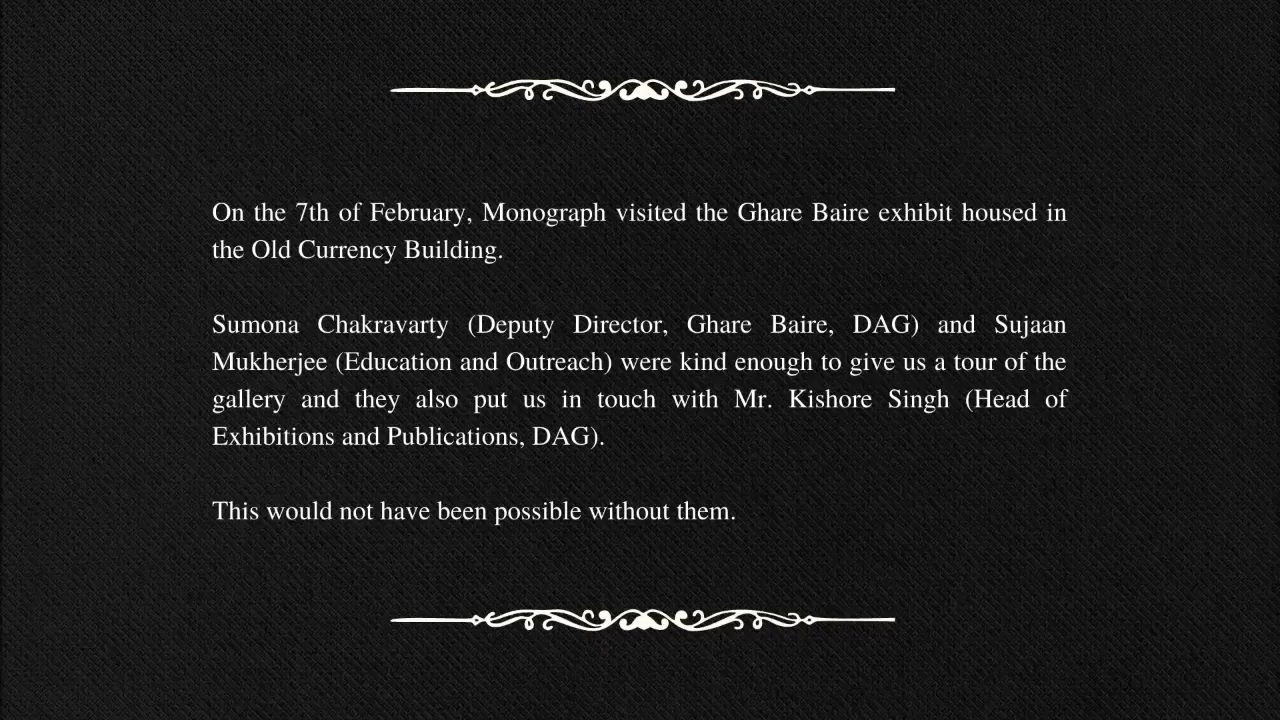 On the 7th of February, Monograph visited the Ghare Baire exhibit housed in
the Old Currency Building.
Sumona Chakravarty (Deputy Director, Ghare Baire, DAG) and Sujaan
Mukherjee (Education and Outreach) were kind enough to give us a tour of the
gallery and they also put us in touch with Mr. Kishore Singh (Head of
Exhibitions and Publications, DAG).
This would not have been possible without them.